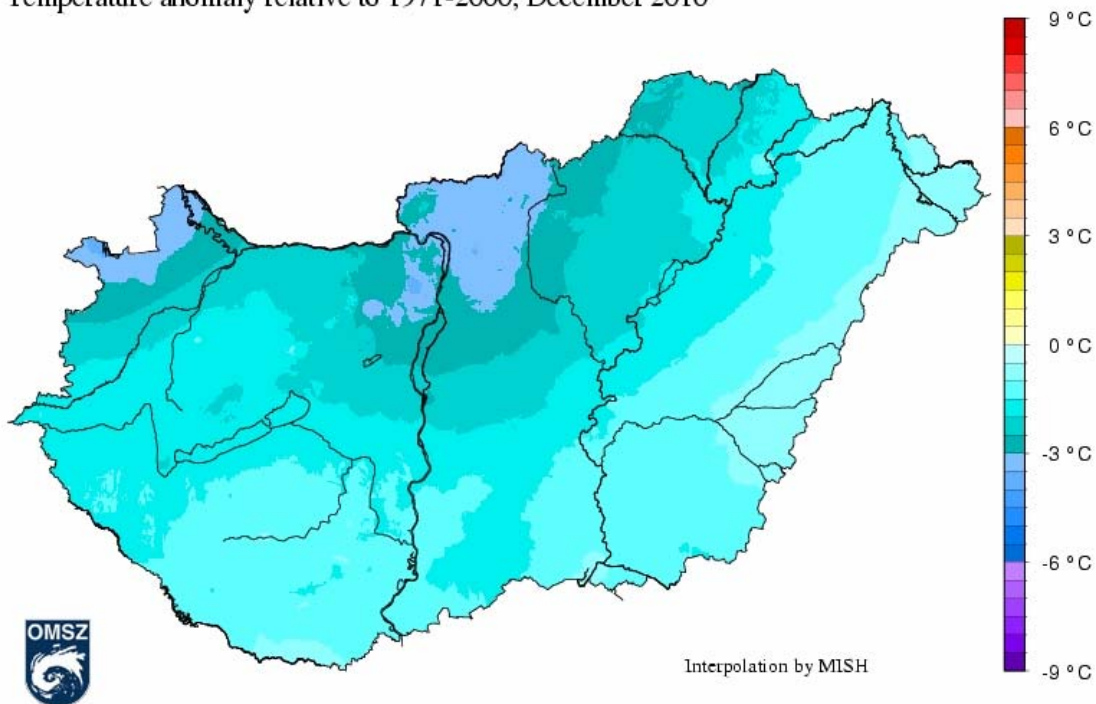 Temperature anomaly relative to 1971-2000, December 2010
9 °C
6 °C
3 °C
0 °C
-3 °C
-6 °C
-9 °C
OMSZ
Interpolation by MISH